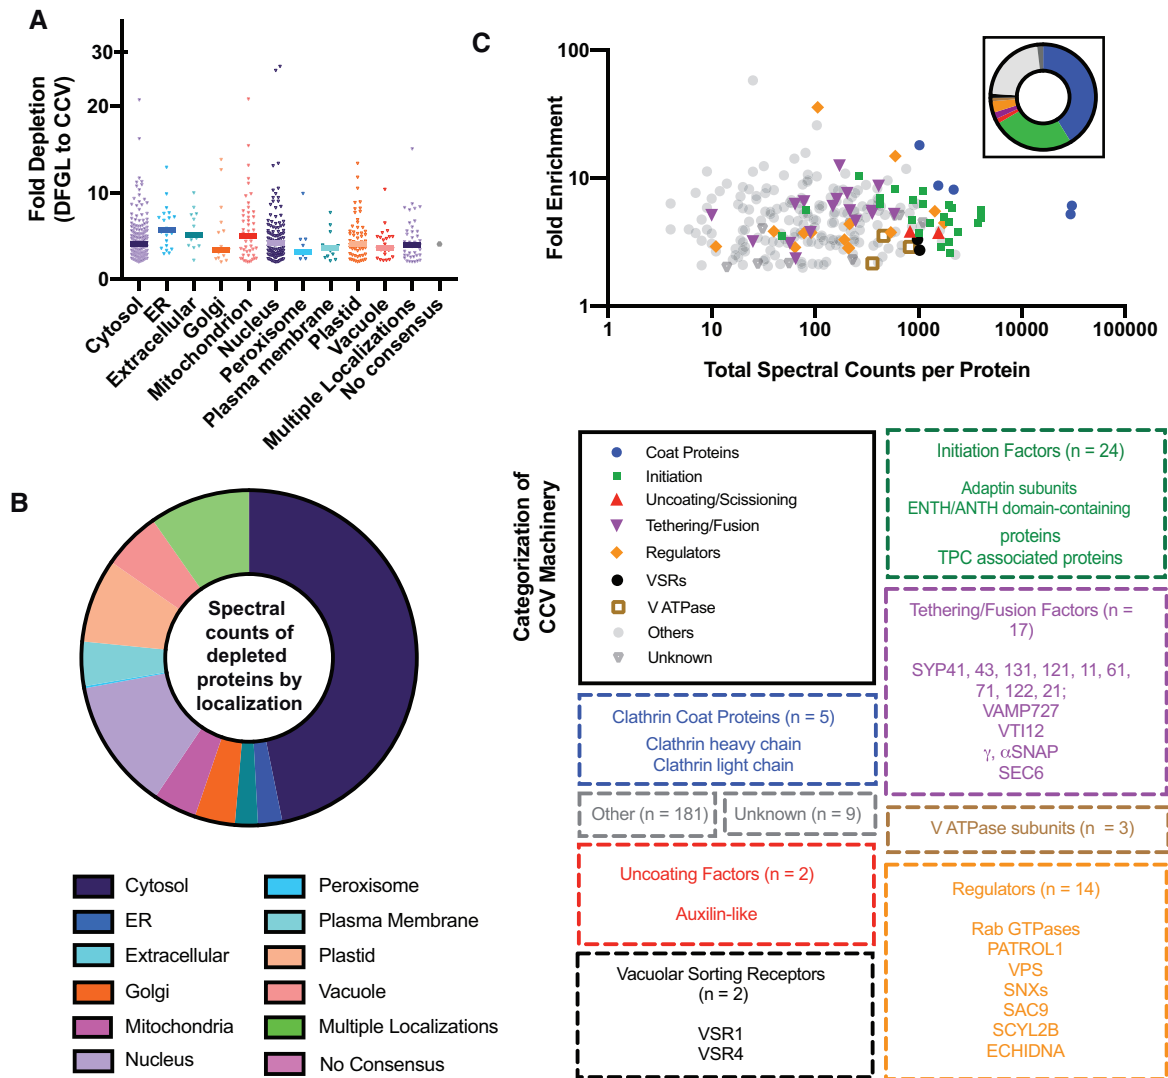 A
Fold Depletion
(DFGL to CCV)
30
20
10
0
Cytosol
ER
Extracellular
Golgi
Mitochondrion
Nucleus
Peroxisome
Plasma membrane
Plastid
Vacuole
Multiple Localizations
No consensus
B
Spectral
counts of
depleted
proteins by
localization
Cytosol
ER
Extracellular
Golgi
Mitochondria
Nucleus
Peroxisome
Plasma Membrane
Plastid
Vacuole
Multiple Localizations
No Consensus
C
Fold Enrichment
100
10
1
1
10
100
1000
10000
100000
Total Spectral Counts per Protein
Categorization of
CCV Machinery
Coat Proteins
Initiation
Uncoating/Scissioning
Tethering/Fusion
Regulators
VSRs
V ATPase
Others
Unknown
Clathrin Coat Proteins (n = 5)
Clathrin heavy chain
Clathrin light chain
Other (n = 181)
Unknown (n = 9)
Uncoating Factors (n = 2)
Auxilin-like
Vacuolar Sorting Receptors
(n = 2)
VSR1
VSR4
Initiation Factors (n = 24)
Adaptin subunits
ENTH/ANTH domain-containing
proteins
TPC associated proteins
Tethering/Fusion Factors (n =
17)
SYP41, 43, 131, 121, 11, 61,
71, 122, 21;
VAMP727
VTI12
γ, αSNAP
SEC6
V ATPase subunits (n = 3)
Regulators (n = 14)
Rab GTPases
PATROL1
VPS
SNXs
SAC9
SCYL2B
ECHIDNA